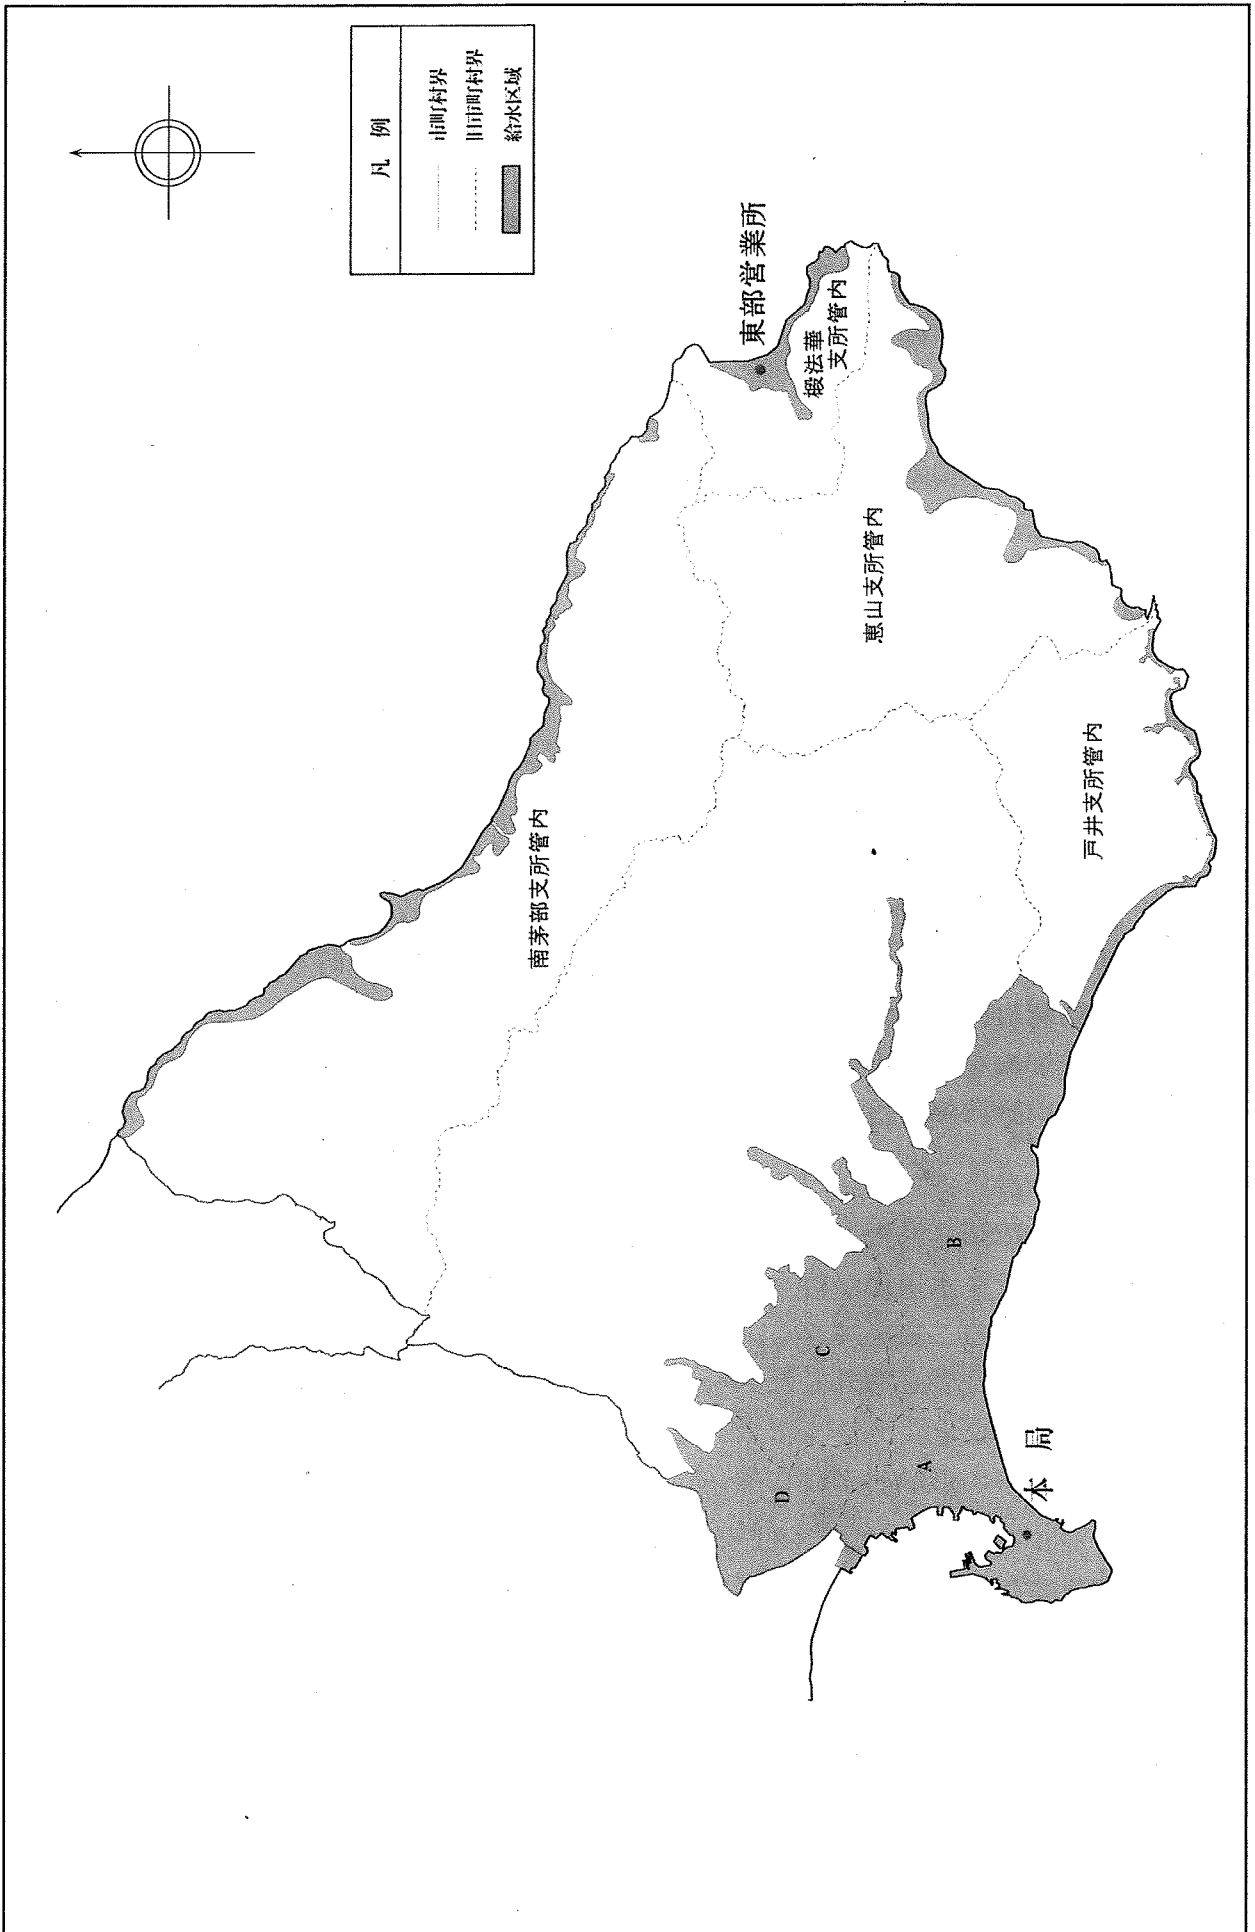 凡例
市町村界
旧市町村界
給水区域
東部営業所
椴法華
支所管内
恵山支所管内
戸井支所管内
南茅部支所管内
A
B
C
D
本局